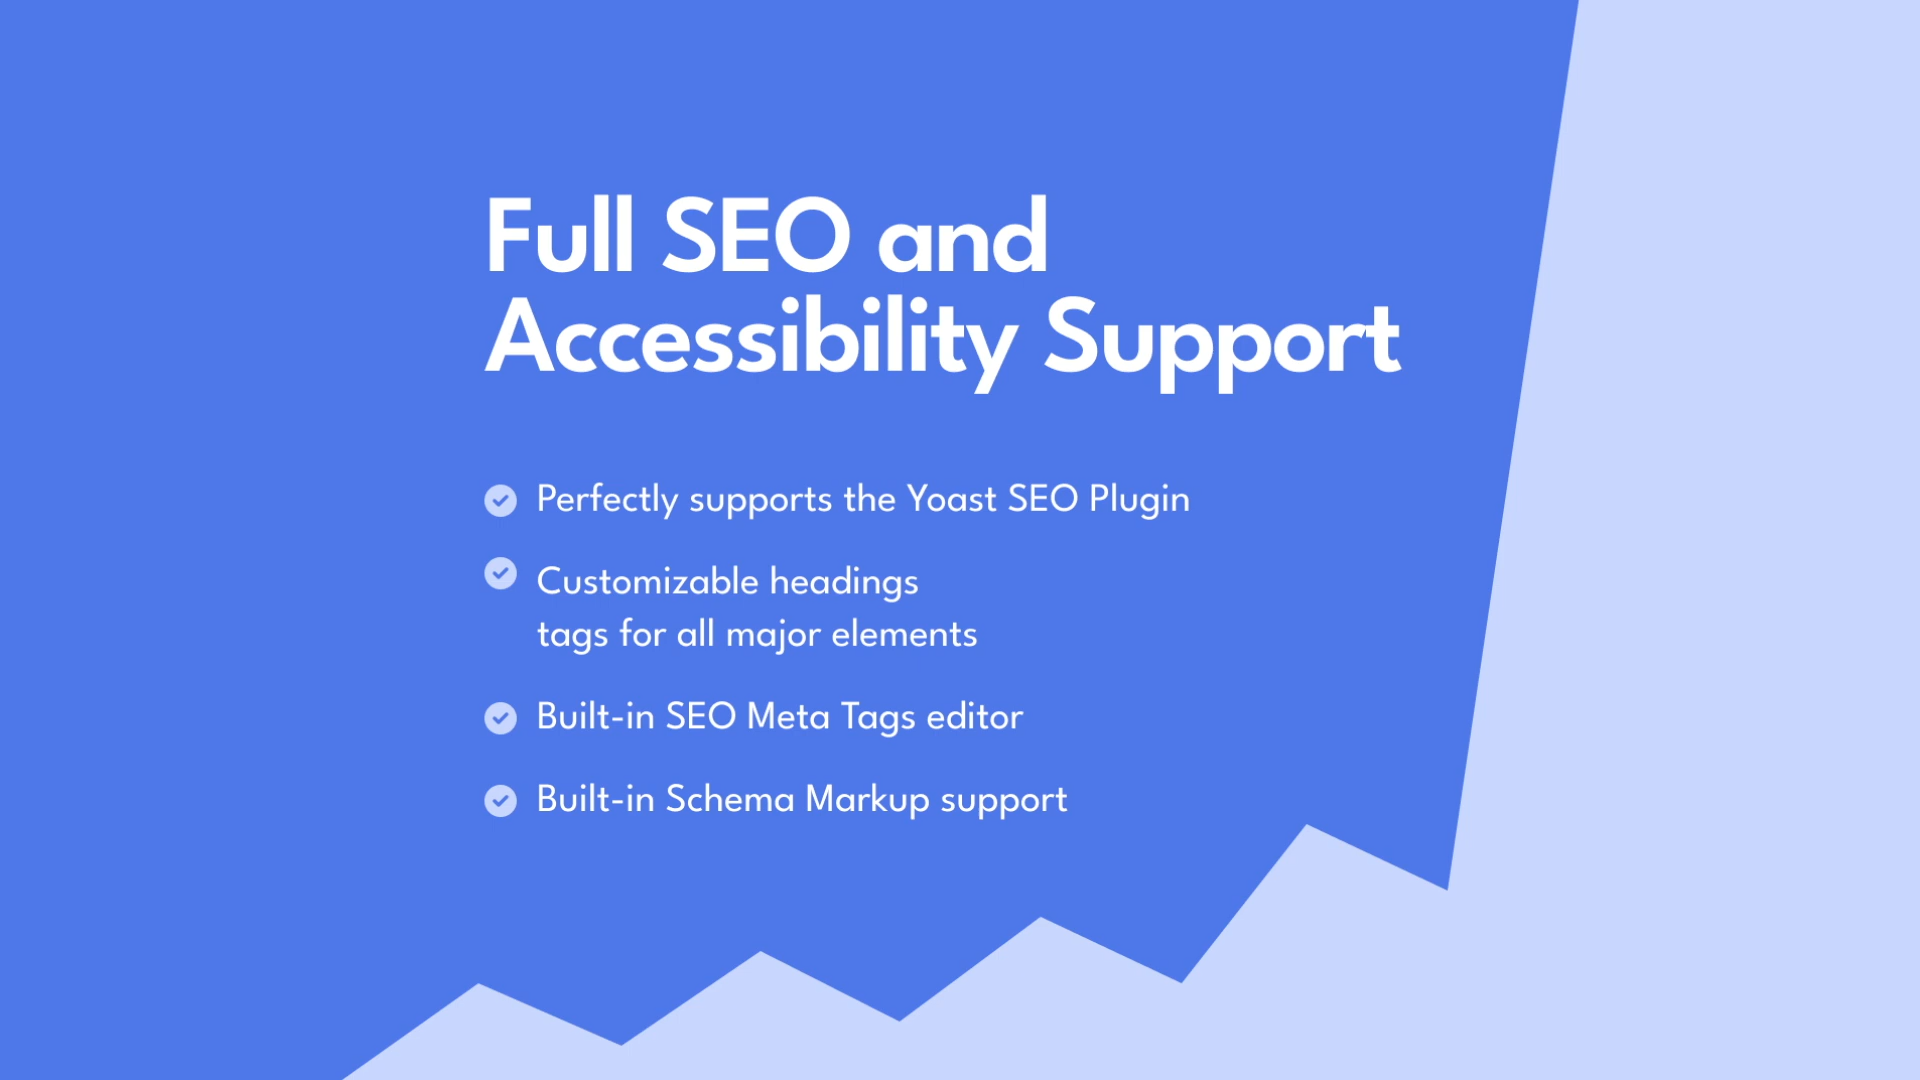 Full SEO and
Accessibility Support
Perfectly supports the Yoast SEO Plugin
Customizable headings
tags for all major elements
Built-in SEO Meta Tags editor
Built-in Schema Markup support